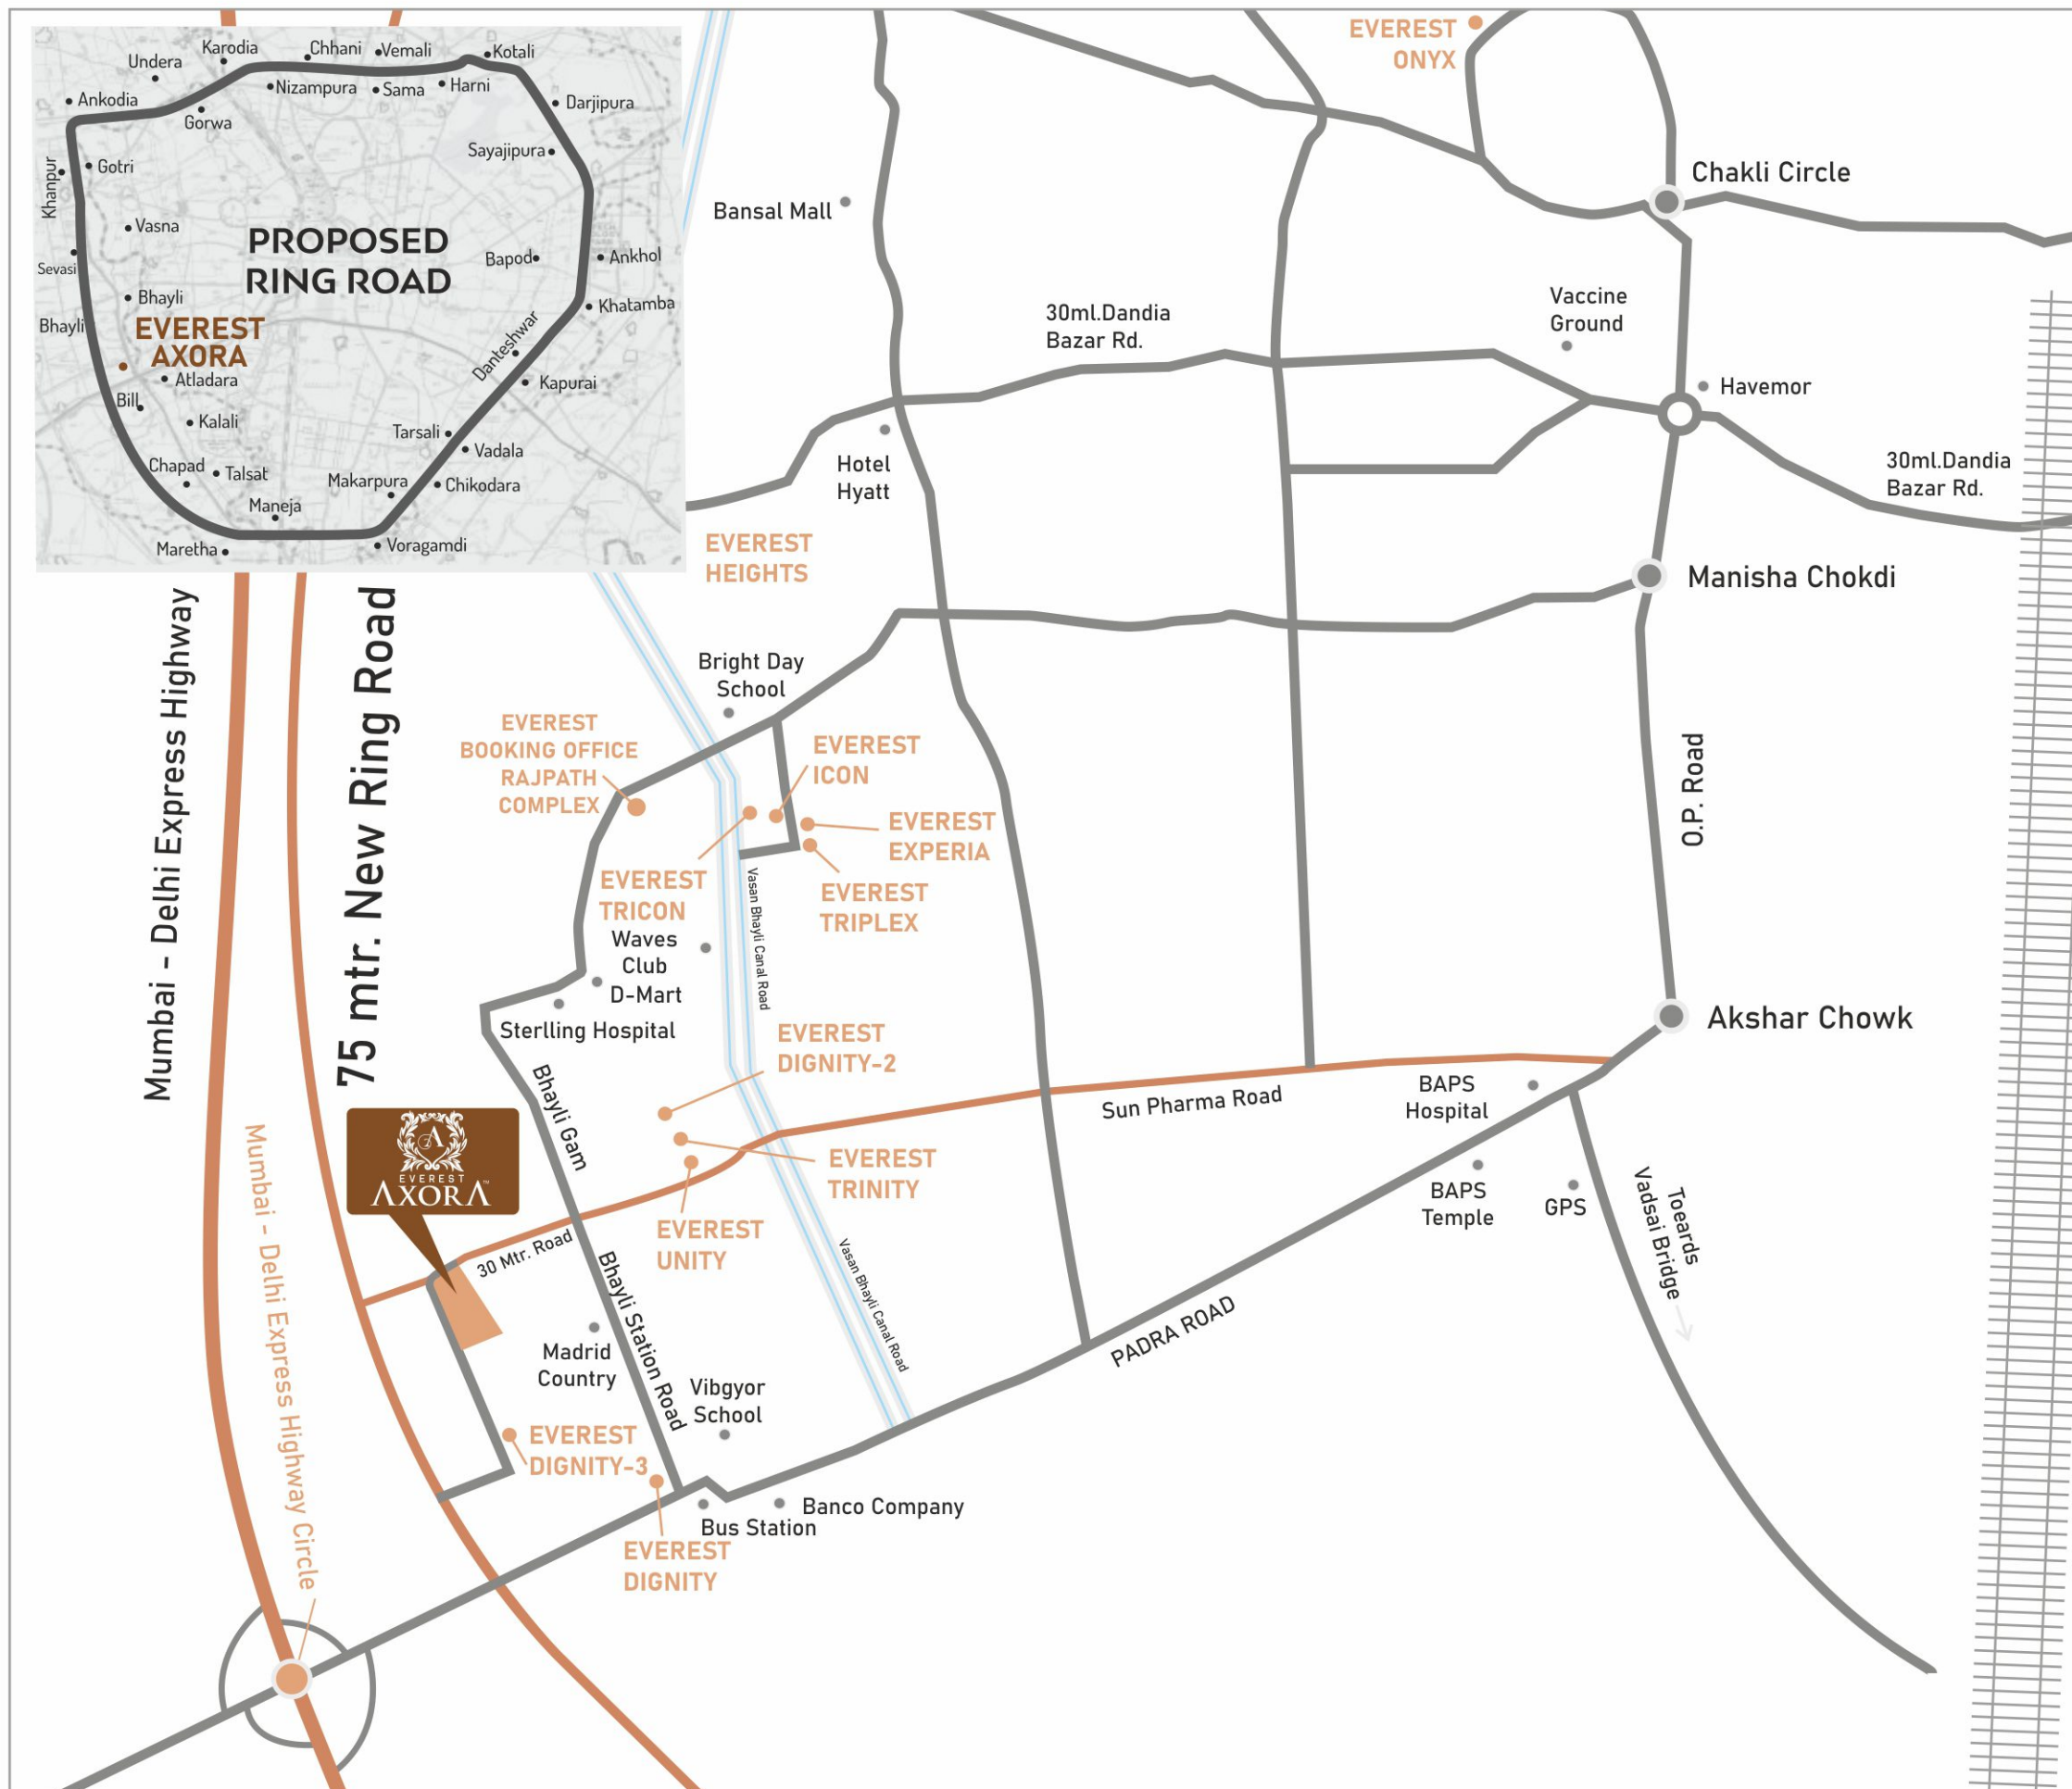 Karodia
Chhani
Vemali
Kotali
Undera
Nizampura
Sama
Harni
Ankodia
Darjipura
Gorwa
Sayajipura
Khanpur
Gotri
Vasna
PROPOSED
RING ROAD
Sevasi
Bapod
Ankhol
Bhayli
Khatamba
Bhayli
EVEREST
AXORA
Danteshwar
Atladara
Kapurai
Bill
Kalali
Tarsali
Vadala
Chapad
Talsat
Makarpura
Chikodara
Maneja
Maretha
Voragamdi
EVEREST
ONYX
Chakli Circle
Bansal Mall
30ml.Dandia
Bazar Rd.
Vaccine
Ground
Havemor
Hotel
Hyatt
30ml.Dandia
Bazar Rd.
EVEREST
HEIGHTS
Manisha Chokdi
Mumbai - Delhi Express Highway
75 mtr. New Ring Road
Bright Day
School
EVEREST
BOOKING OFFICE
RAJPATH
COMPLEX
EVEREST
ICON
EVEREST
EXPERIA
EVEREST
TRICON
EVEREST
TRIPLEX
O.P. Road
Vasan Bhayli Canal Road
Waves
Club
D-Mart
Sterlling Hospital
Akshar Chowk
EVEREST
DIGNITY-2
Bhayli Gam
Sun Pharma Road
BAPS
Hospital
A
EVEREST
AXORA™
EVEREST
TRINITY
EVEREST
UNITY
BAPS
Temple
GPS
Toeards
Vadsai Bridge
30 Mtr. Road
Bhayli Station Road
Vasan Bhayli Canal Road
Mumbai - Delhi Express Highway Circle
Madrid
Country
PADRA ROAD
Vibgyor
School
EVEREST
DIGNITY-3
Banco Company
Bus Station
EVEREST
DIGNITY